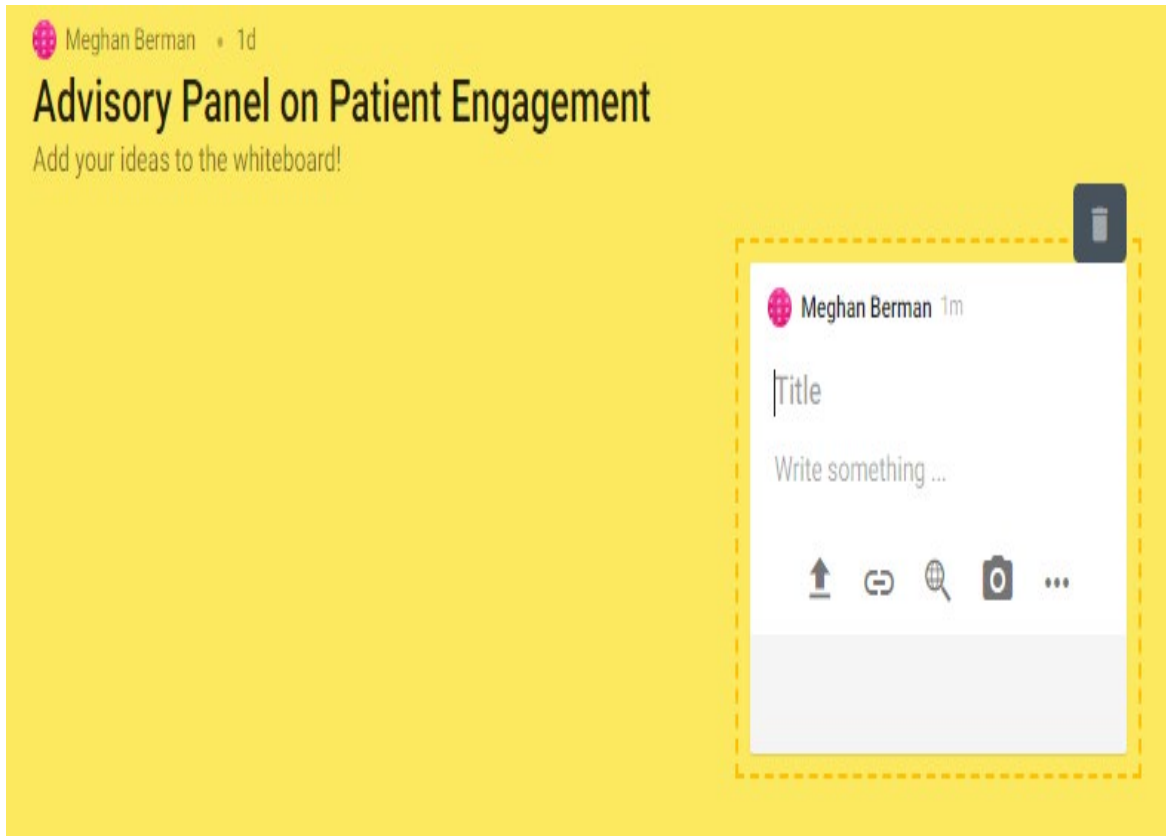 Meghan Berman • 1d
Advisory Panel on Patient Engagement
Add your ideas to the whiteboard!
Meghan Berman 1m
Title
Write something ...